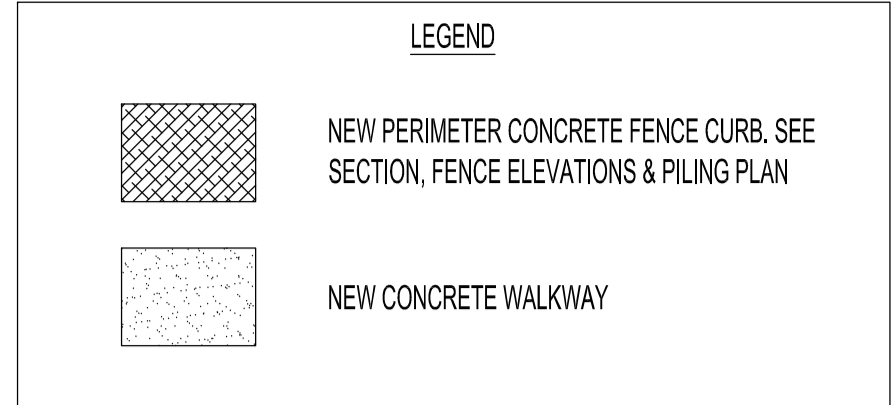 LEGEND
NEW PERIMETER CONCRETE FENCE CURB. SEE
SECTION, FENCE ELEVATIONS & PILING PLAN
NEW CONCRETE WALKWAY